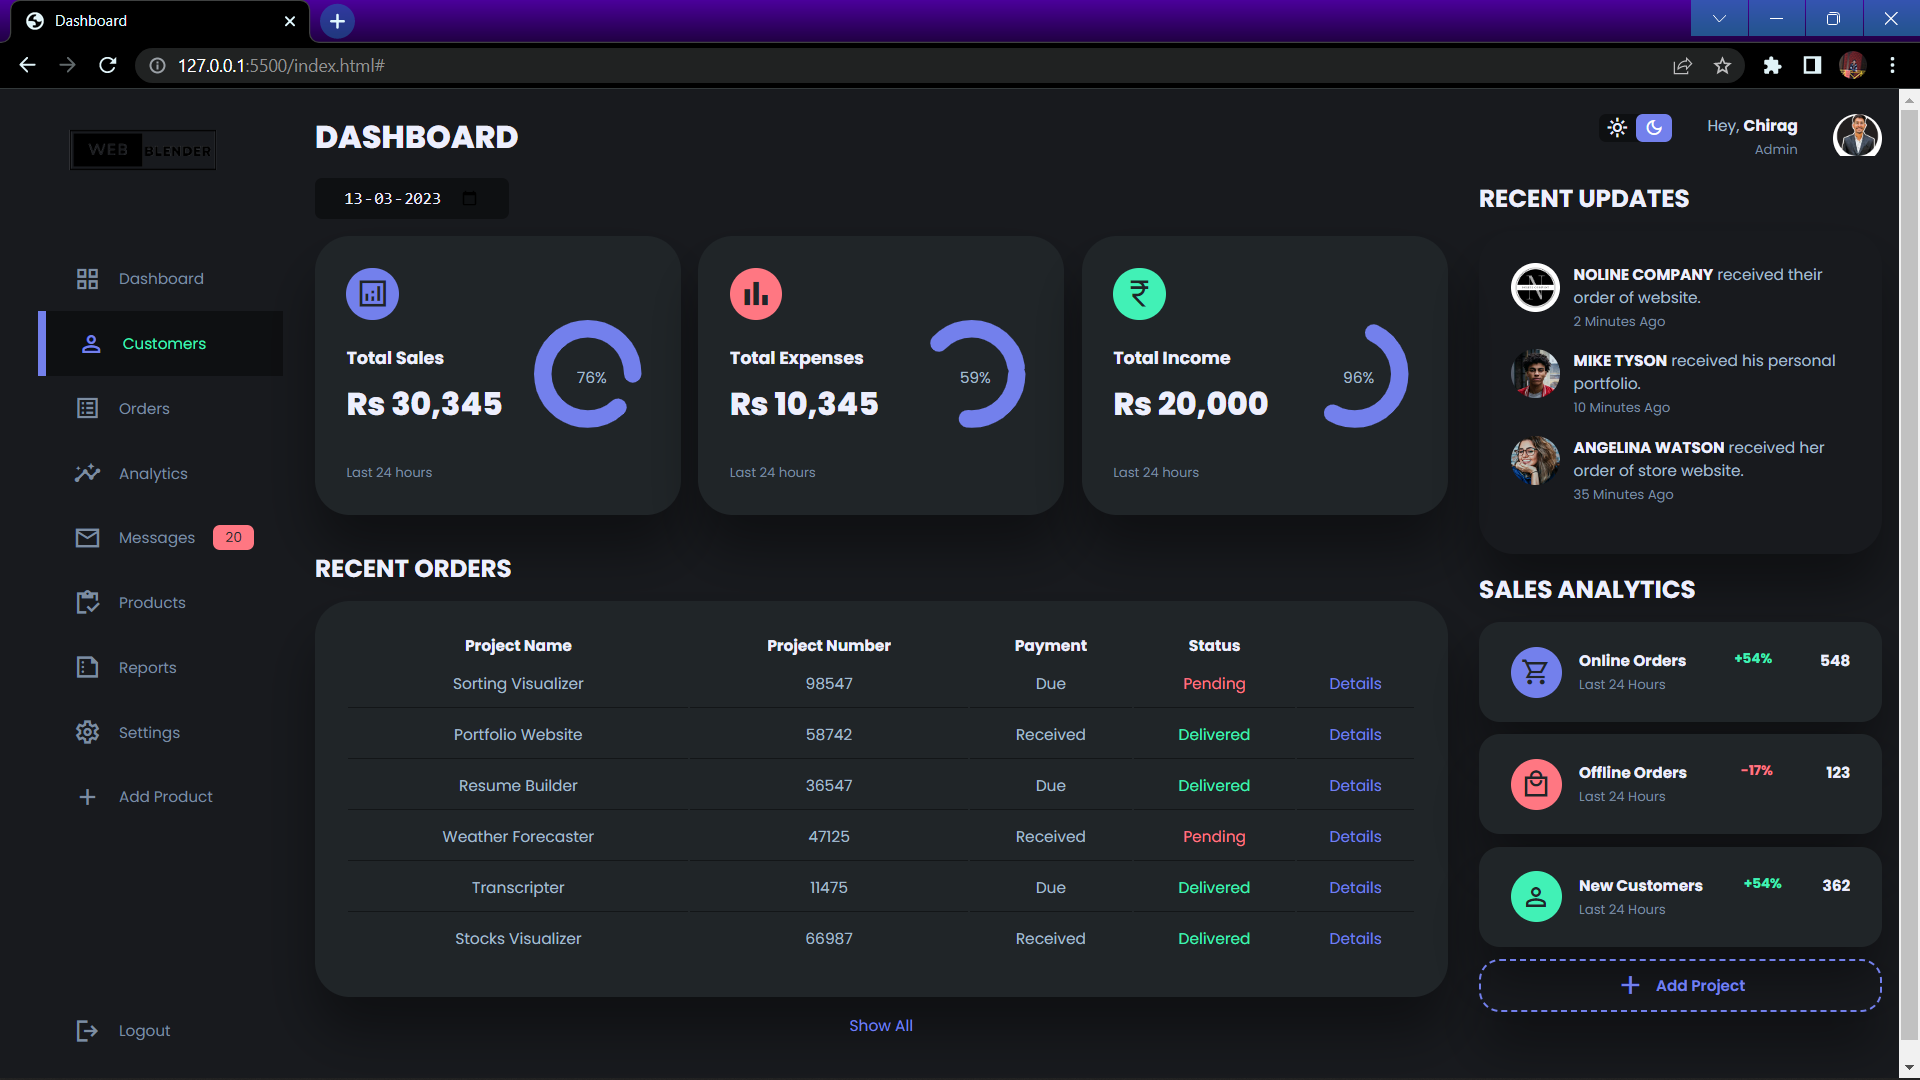 Dashboard
127.0.0.1:5500/index.html#
WEB BLENDER
Dashboard
Customers
Orders
Analytics
Messages 20
Products
Reports
Settings
Add Product
Logout
DASHBOARD
13-03-2023
Total Sales
Rs 30,345
76%
Last 24 hours
Total Expenses
Rs 10,345
59%
Last 24 hours
Total Income
Rs 20,000
96%
Last 24 hours
RECENT ORDERS
Project Name Project Number Payment Status
Sorting Visualizer 98547 Due Pending Details
Portfolio Website 58742 Received Delivered Details
Resume Builder 36547 Due Delivered Details
Weather Forecaster 47125 Received Pending Details
Transcripter 11475 Due Delivered Details
Stocks Visualizer 66987 Received Delivered Details
Show All
Hey, Chirag
Admin
RECENT UPDATES
NOLINE COMPANY received their
order of website.
2 Minutes Ago
MIKE TYSON received his personal
portfolio.
10 Minutes Ago
ANGELINA WATSON received her
order of store website.
35 Minutes Ago
SALES ANALYTICS
Online Orders +54% 548
Last 24 Hours
Offline Orders -17% 123
Last 24 Hours
New Customers +54% 362
Last 24 Hours
Add Project